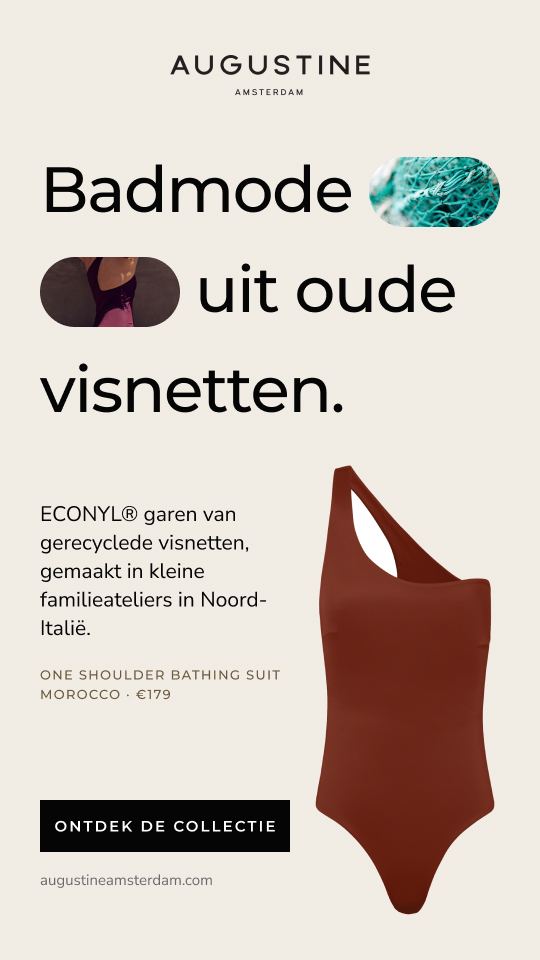 AUGUSTINE
AMSTERDAM
Badmode
uit oude
visnetten.
ECONYL® garen van
gerecyclede visnetten,
gemaakt in kleine
familieateliers in Noord-
Italië.
ONE SHOULDER BATHING SUIT
MOROCCO · €179
ONTDEK DE COLLECTIE
augustineamsterdam.com